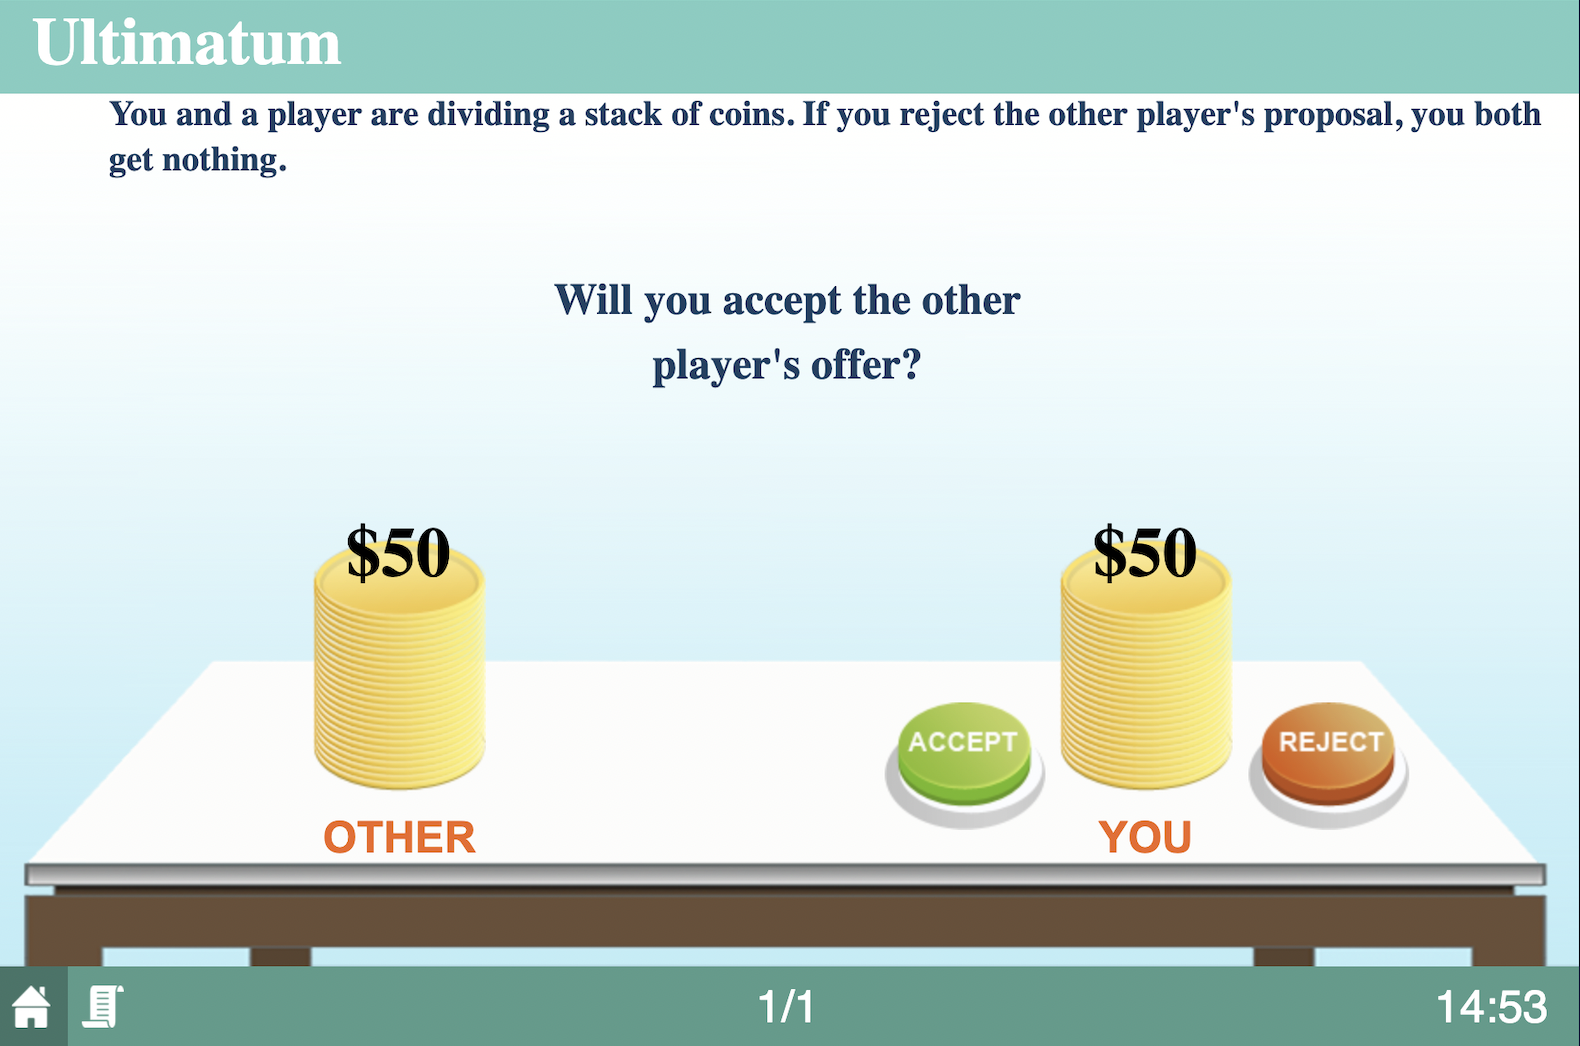 Ultimatum
You and a player are dividing a stack of coins. If you reject the other player's proposal, you both
get nothing.
Will you accept the other
player's offer?
$50
$50
ACCEPT
REJECT
OTHER
YOU
1/1
14:53